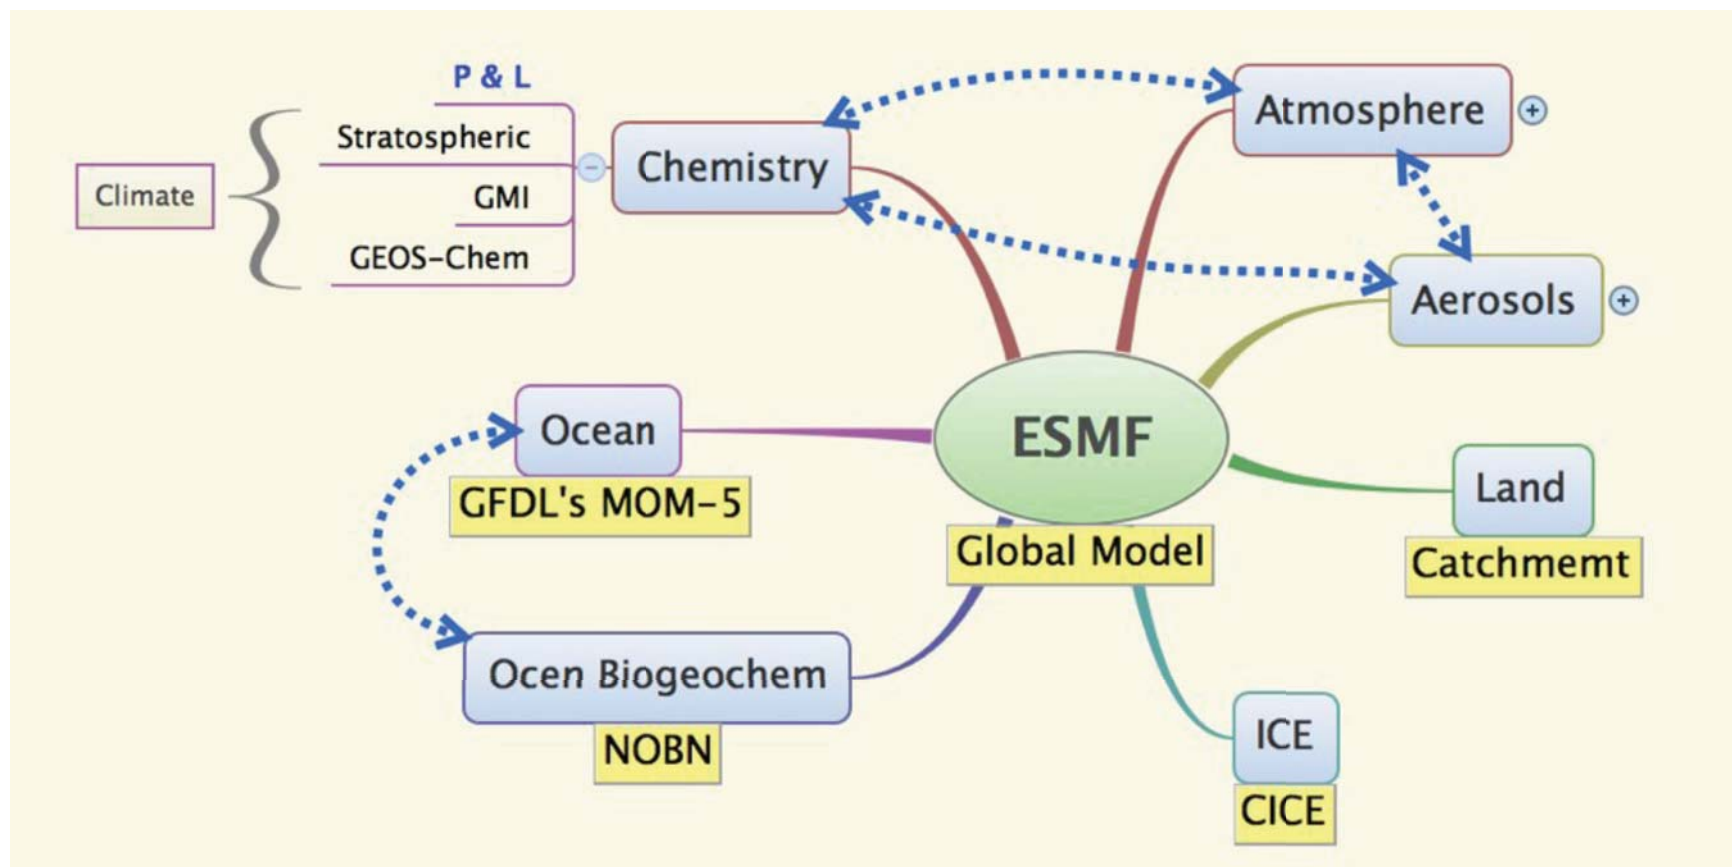 P & L
Stratospheric
GMI
GEOS-Chem
Climate
Chemistry
Atmosphere
+
Aerosols
+
−
Ocean
GFDL's MOM-5
ESMF
Global Model
Land
Catchmemt
Ocen Biogeochem
NOBN
ICE
CICE